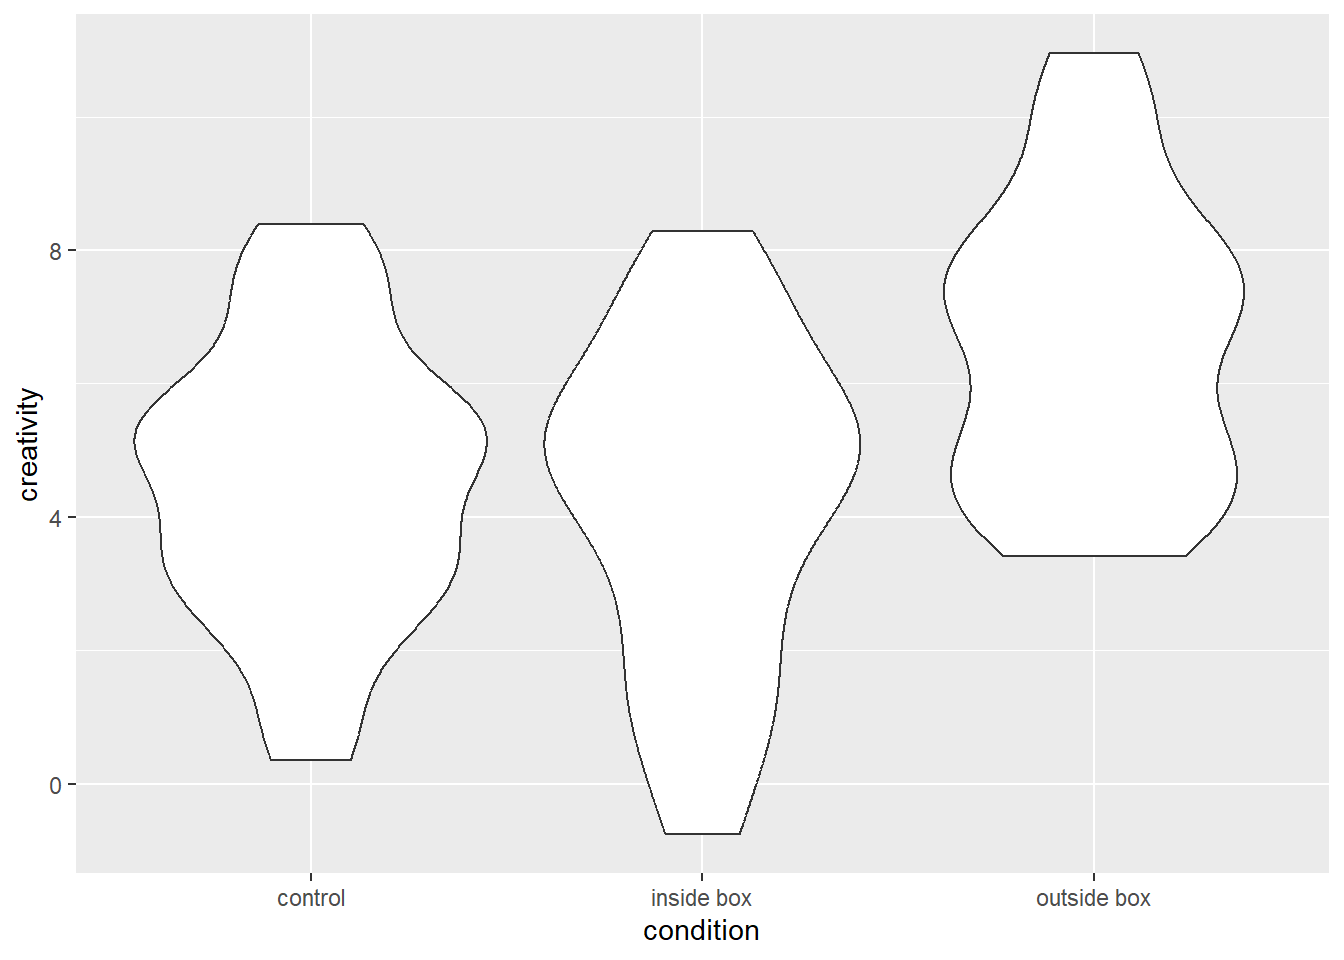 creativity
8
4
0
control
inside box
outside box
condition